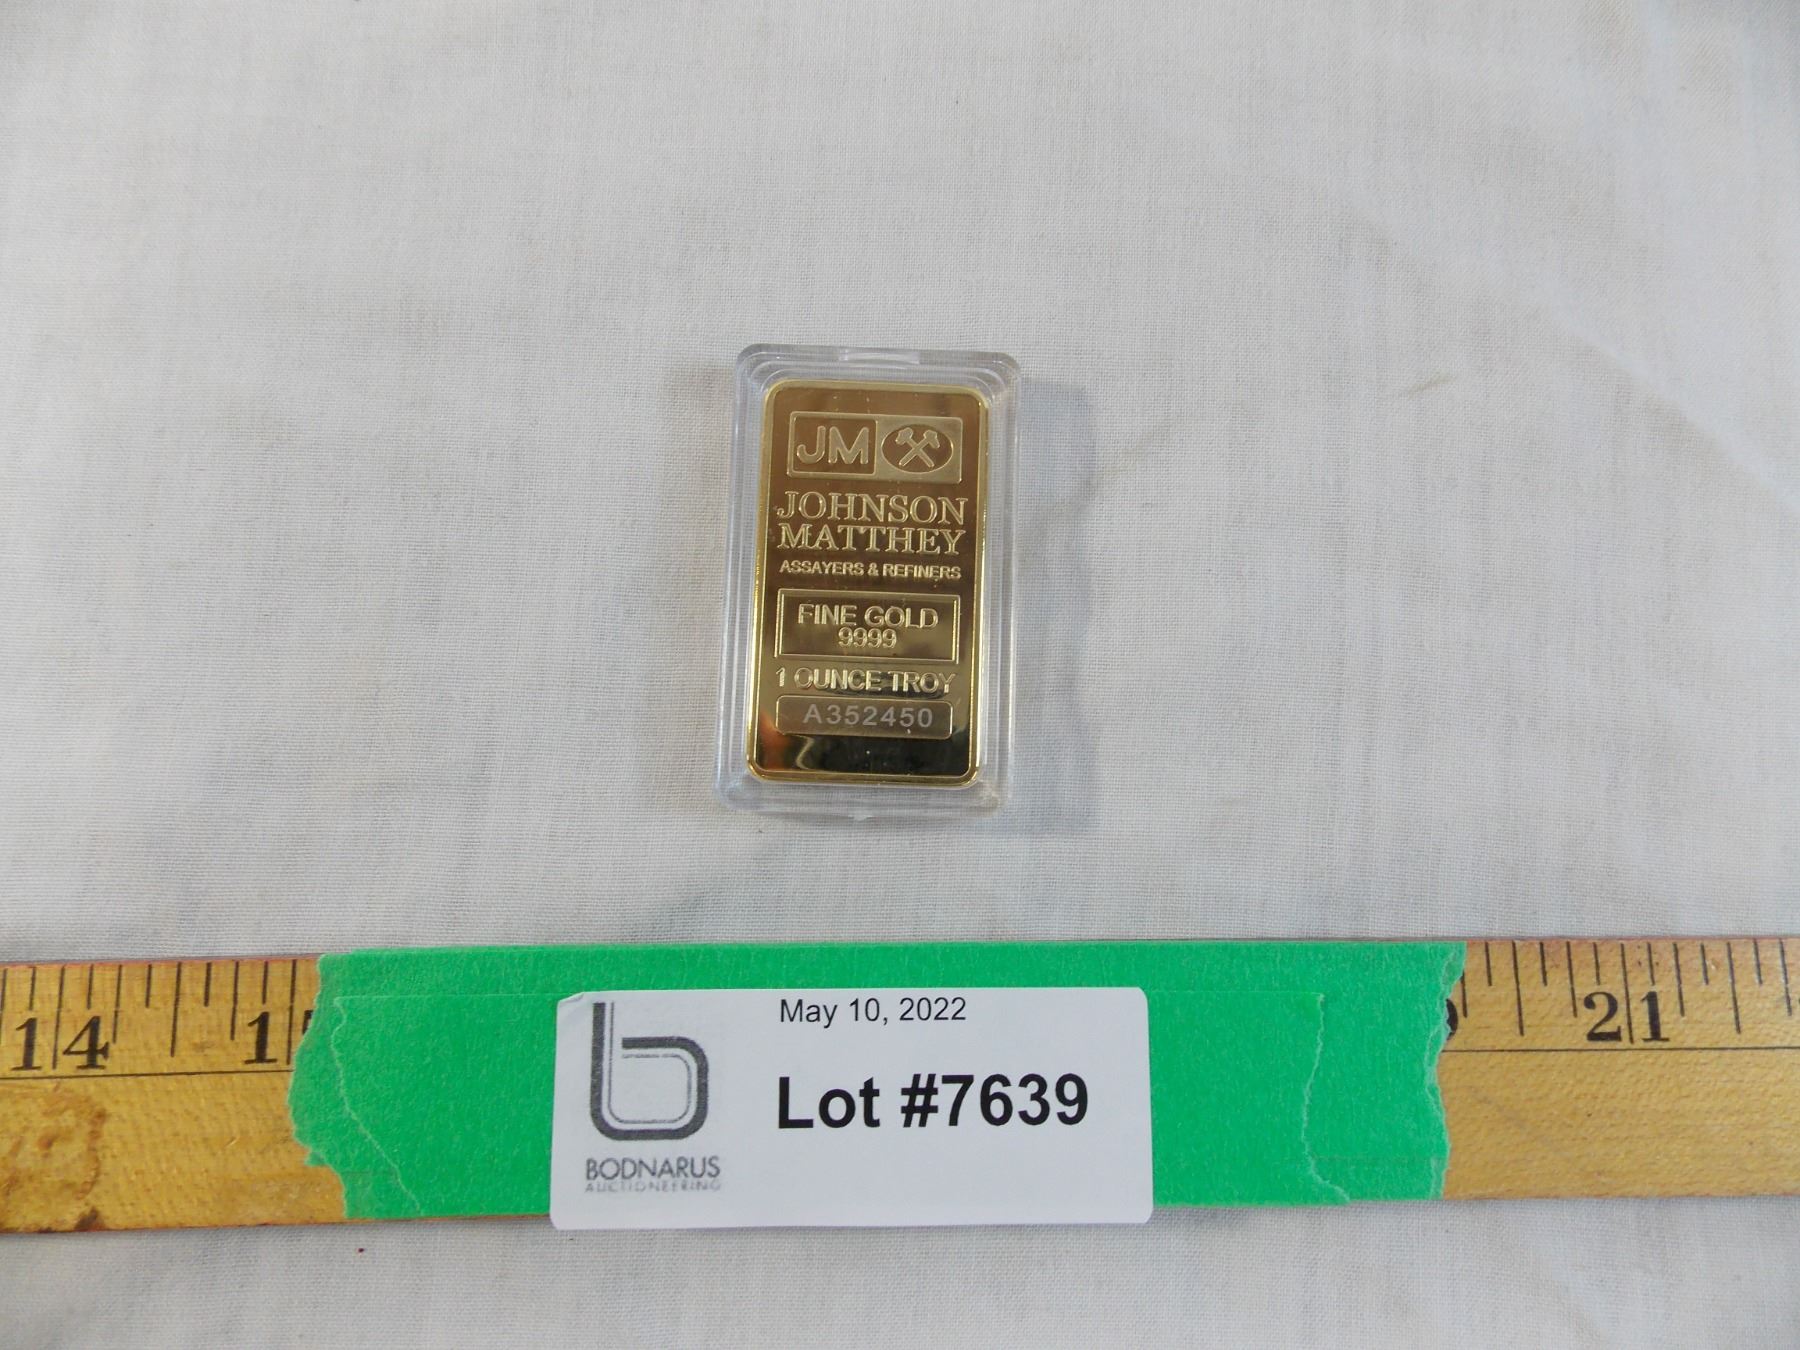 JM
JOHNSON
MATTHEY
ASSAYERS & REFINERS
FINE GOLD
9999
1 OUNCE TROY
A352450
14
21
May 10, 2022
Lot #7639
b
BODNARUS
AUCTIONEERING